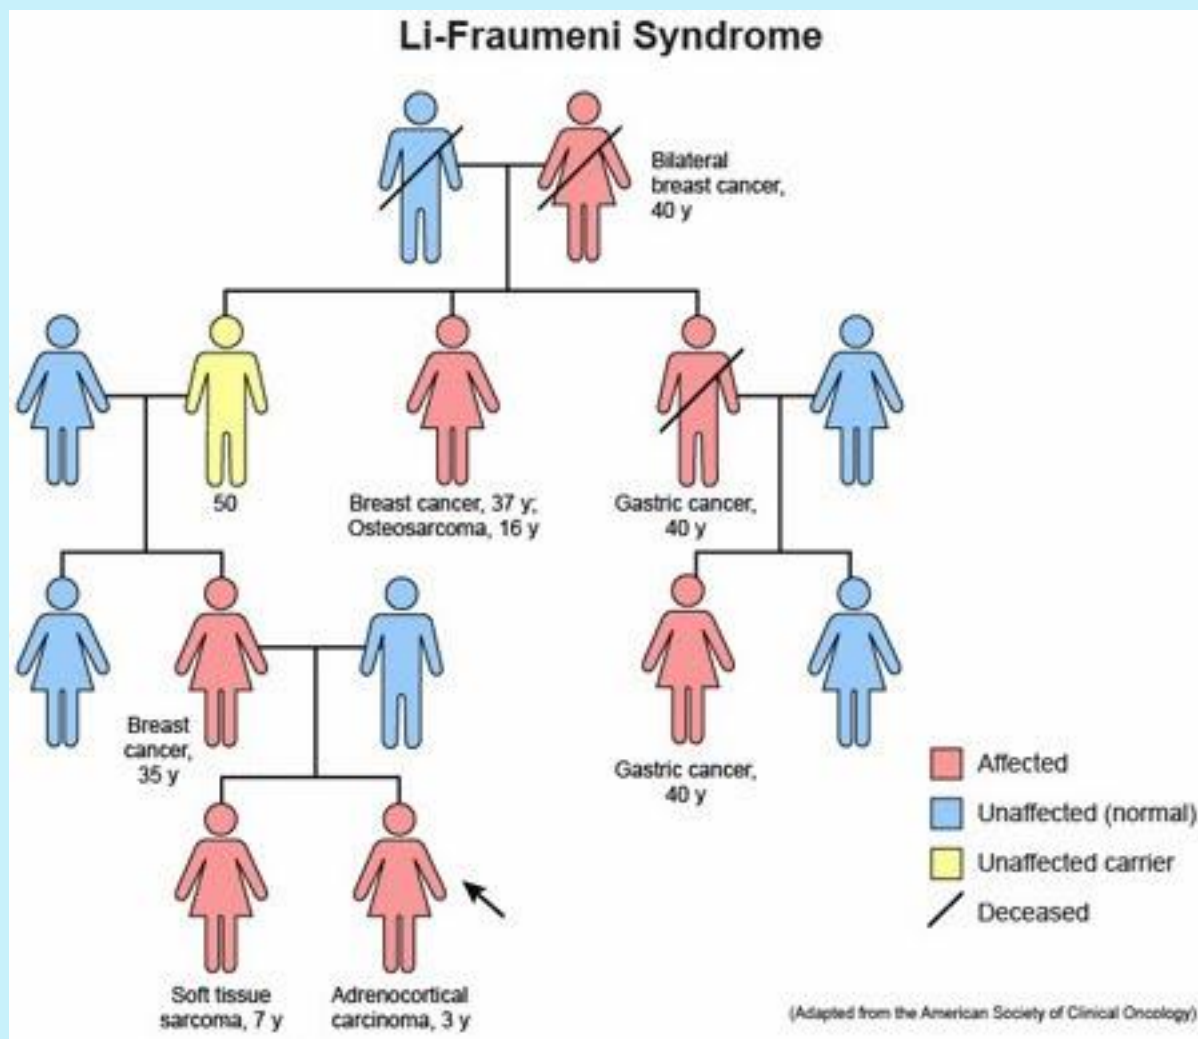 Li-Fraumeni Syndrome
Bilateral
breast cancer,
40 y
50
Breast cancer, 37 y;
Osteosarcoma, 16 y
Gastric cancer,
40 y
Breast
cancer,
35 y
Gastric cancer,
40 y
Affected
Unaffected (normal)
Unaffected carrier
Deceased
Soft tissue
sarcoma, 7 y
Adrenocortical
carcinoma, 3 y
(Adapted from the American Society of Clinical Oncology)